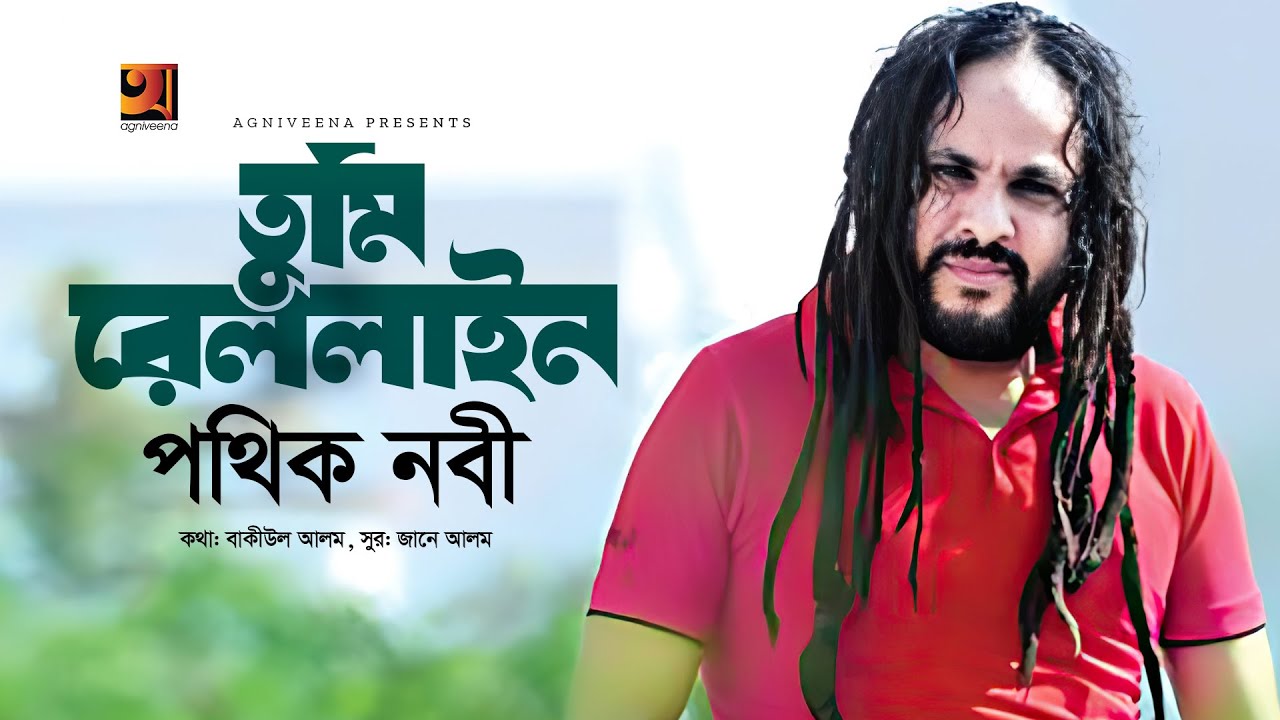 agniveena
AGNIVEENA PRESENTS
তুমি
রেললাইন
পথিক নবী
কথা: বাকীউল আলম, সুর: জানে আলম